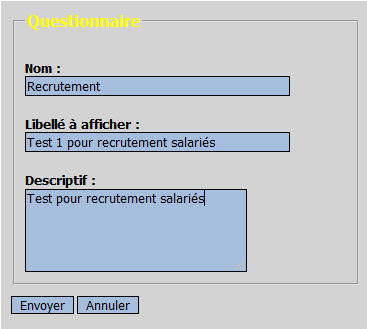 Questionnaire
Nom :
Recrutement
Libellé à afficher :
Test 1 pour recrutement salariés
Descriptif :
Test pour recrutement salariés
Envoyer Annuler